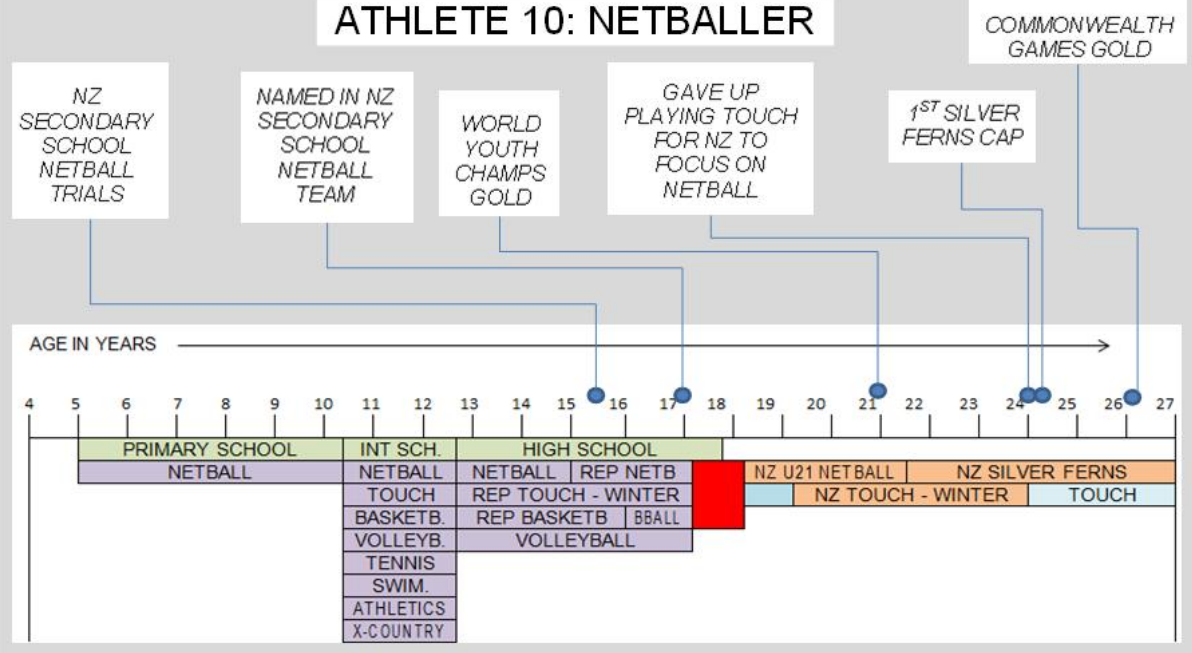 ATHLETE 10: NETBALLER
COMMONWEALTH
GAMES GOLD
NZ
SECONDARY
SCHOOL
NETBALL
TRIALS
NAMED IN NZ
SECONDARY
SCHOOL
NETBALL
TEAM
WORLD
YOUTH
CHAMPS
GOLD
GAVE UP
PLAYING TOUCH
FOR NZ TO
FOCUS ON
NETBALL
1ST SILVER
FERNS CAP
AGE IN YEARS
4 5 6 7 8 9 10 11 12 13 14 15 16 17 18 19 20 21 22 23 24 25 26 27
PRIMARY SCHOOL INT SCH. HIGH SCHOOL
NETBALL NETBALL NETBALL REP NETB NZ U21 NETBALL NZ SILVER FERNS
TOUCH REP TOUCH - WINTER NZ TOUCH - WINTER TOUCH
BASKETB. REP BASKETB BBALL
VOLLEYB. VOLLEYBALL
TENNIS
SWIM.
ATHLETICS
X-COUNTRY